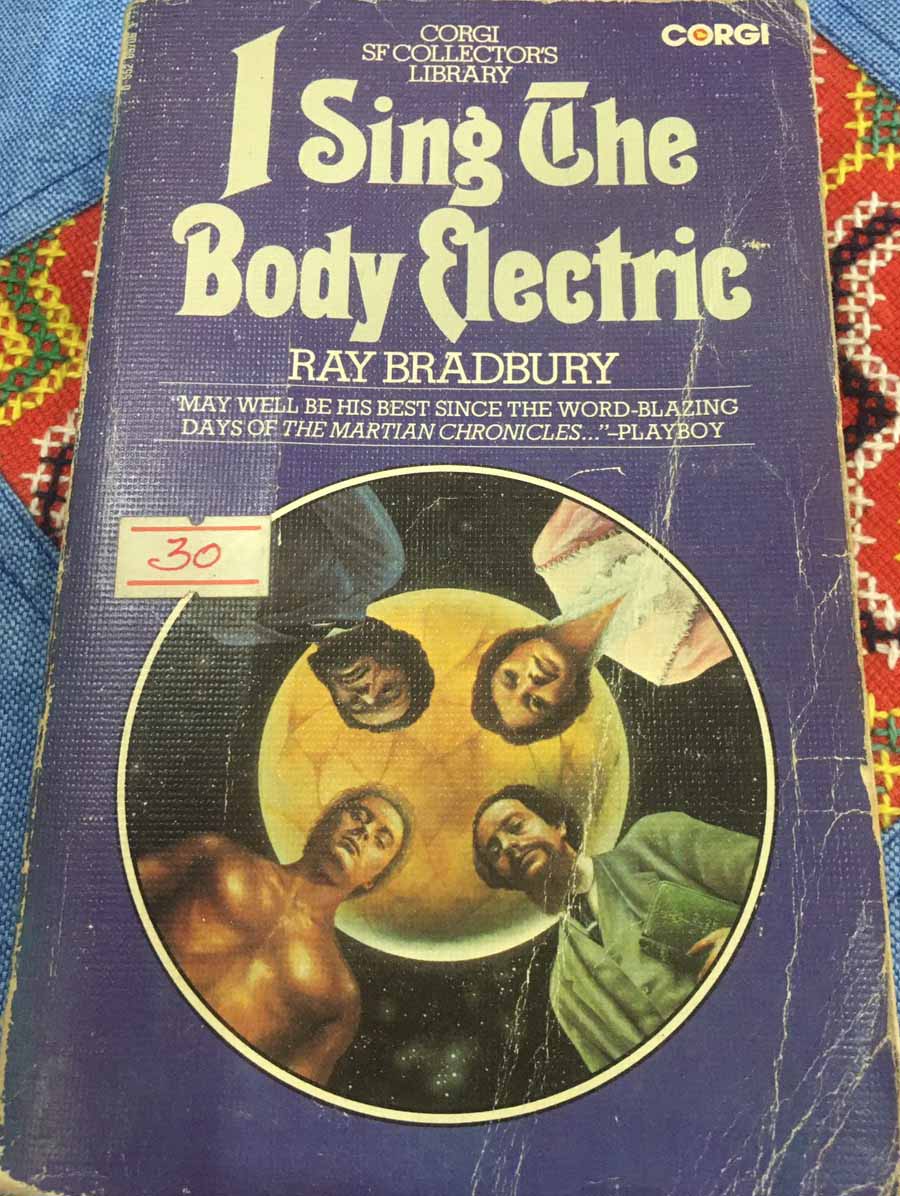 CORGI
SF COLLECTOR'S
LIBRARY
CORGI
I Sing The
Body Electric
RAY BRADBURY
"MAY WELL BE HIS BEST SINCE THE WORD-BLAZING
DAYS OF THE MARTIAN CHRONICLES..."–PLAYBOY
30